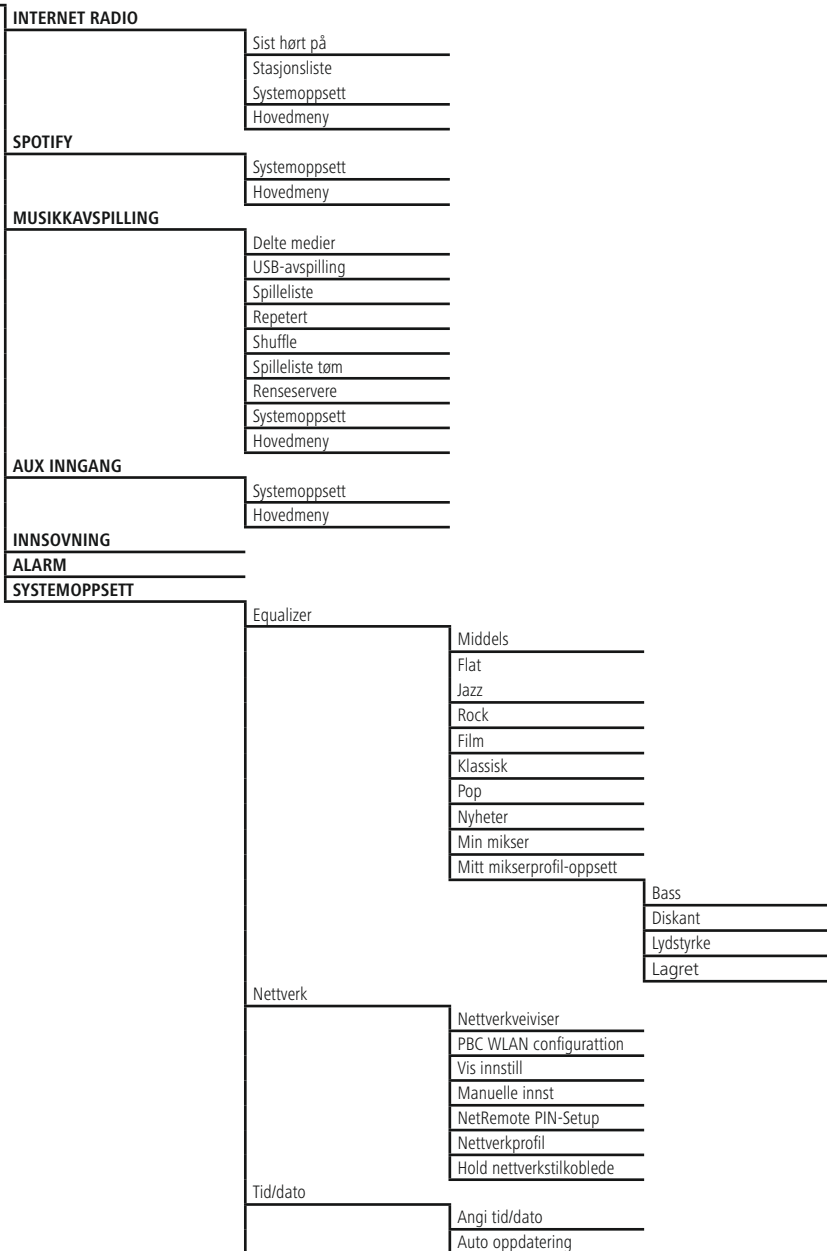 INTERNET RADIO
Sist hørt på
Stasjonsliste
Systemoppsett
Hovedmeny
SPOTIFY
Systemoppsett
Hovedmeny
MUSIKKAVSPILLING
Delte medier
USB-avspilling
Spilleliste
Repetert
Shuffle
Spilleliste tøm
Renseservere
Systemoppsett
Hovedmeny
AUX INNGANG
Systemoppsett
Hovedmeny
INNSOVNING
ALARM
SYSTEMOPPSETT
Equalizer
Middels
Flat
Jazz
Rock
Film
Klassisk
Pop
Nyheter
Min mikser
Mitt mikserprofil-oppsett
Bass
Diskant
Lydstyrke
Lagret
Nettverk
Nettverkveiviser
PBC WLAN configurattion
Vis innstill
Manuelle innst
NetRemote PIN-Setup
Nettverkprofil
Hold nettverkstilkoblede
Tid/dato
Angi tid/dato
Auto oppdatering